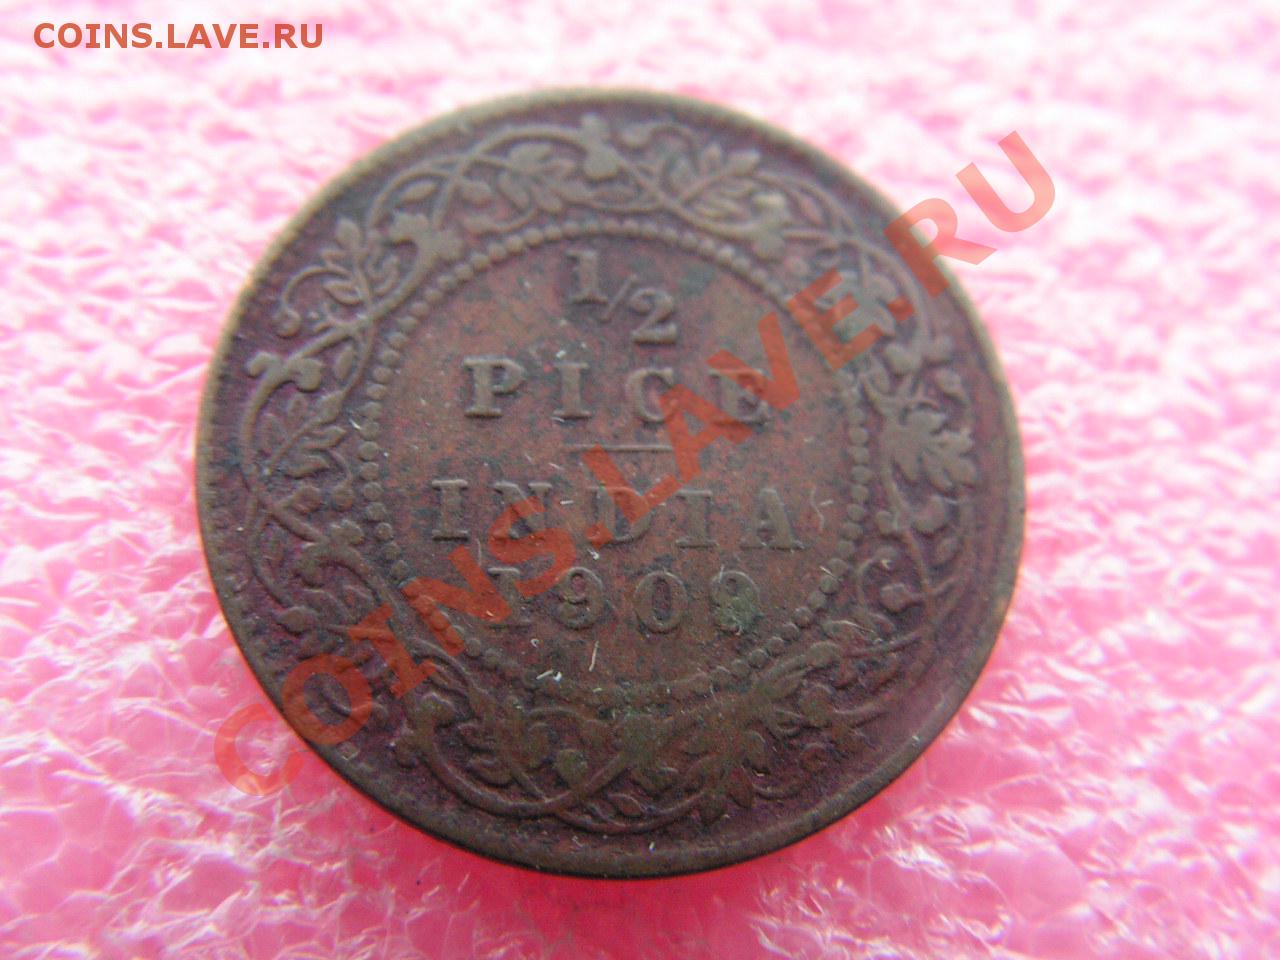 COINS.LAVE.RU
1/2
PICE
INDIA
1909
COINS.LAVE.RU